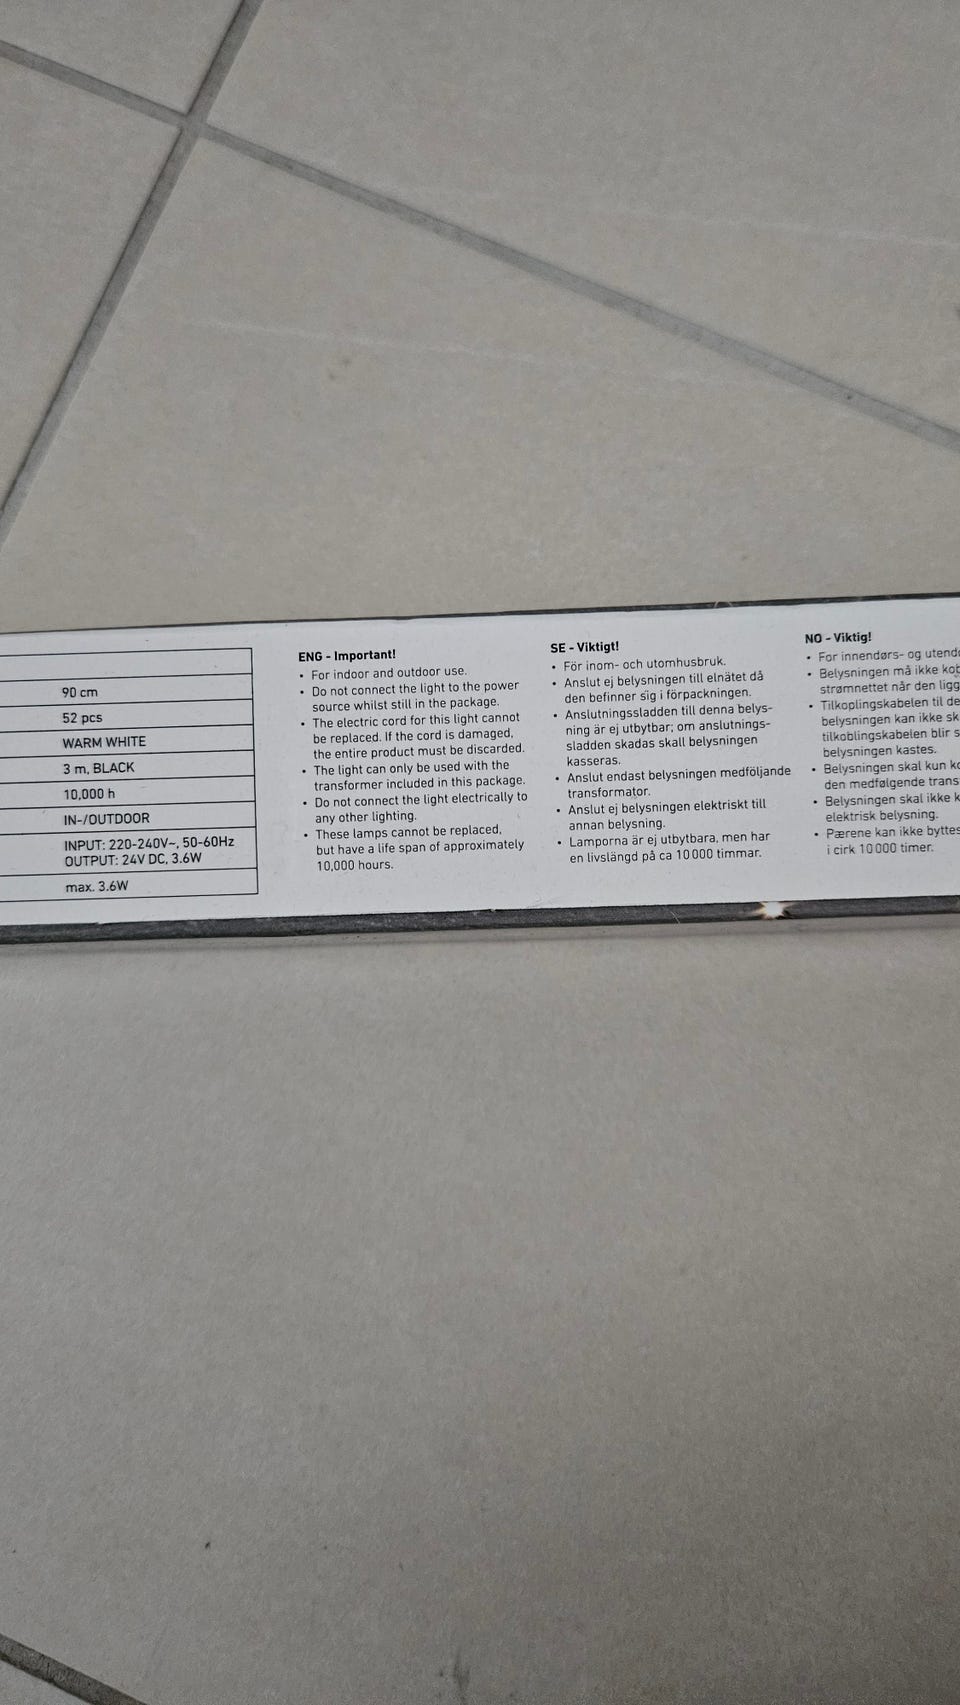 90 cm
52 pcs
WARM WHITE
3 m, BLACK
10,000 h
IN-/OUTDOOR
INPUT: 220-240V~, 50-60Hz
OUTPUT: 24V DC, 3.6W
max. 3.6W
ENG - Important!
• For indoor and outdoor use.
• Do not connect the light to the power
source whilst still in the package.
• The electric cord for this light cannot
be replaced. If the cord is damaged,
the entire product must be discarded.
• The light can only be used with the
transformer included in this package.
• Do not connect the light electrically to
any other lighting.
• These lamps cannot be replaced,
but have a life span of approximately
10,000 hours.
SE - Viktigt!
• För inom- och utomhusbruk.
• Anslut ej belysningen till elnätet då
den befinner sig i förpackningen.
• Anslutningssladden till denna belys-
ning är ej utbytbar; om anslutnings-
sladden skadas skall belysningen
kasseras.
• Anslut endast belysningen medföljande
transformator.
• Anslut ej belysningen elektriskt till
annan belysning.
• Lamporna är ej utbytbara, men har
en livslängd på ca 10 000 timmar.
NO - Viktig!
• For innendørs- og
• Belysningen må ikke
strømnettet når den
• Tilkoplingskabelen til
belysningen kan ikke
tilkoblingskabelen blir
belysningen kastes.
• Belysningen skal kun
den medfølgende
• Belysningen skal ikke
elektrisk belysning.
• Pærene kan ikke
i cirk 10 000 timer.